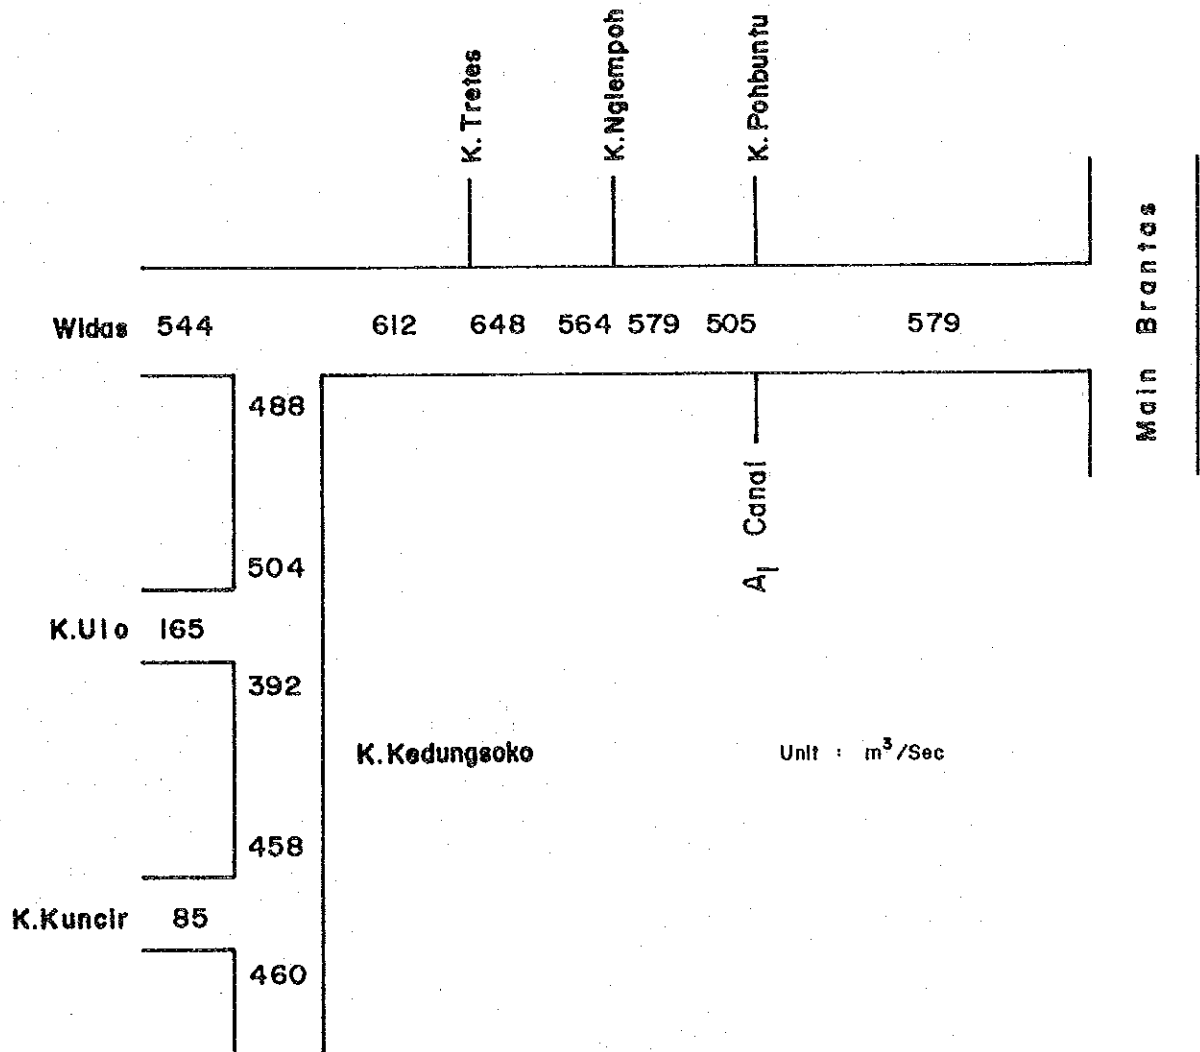 K. Tretes
K. Nglempoh
K. Pohbuntu
Main Brantas
Widas 544 612 648 564 579 505 579
488
A1 Canal
504
K.Ulo 165
392
K. Kedungsoko Unit : m³/Sec
458
K.Kuncir 85
460